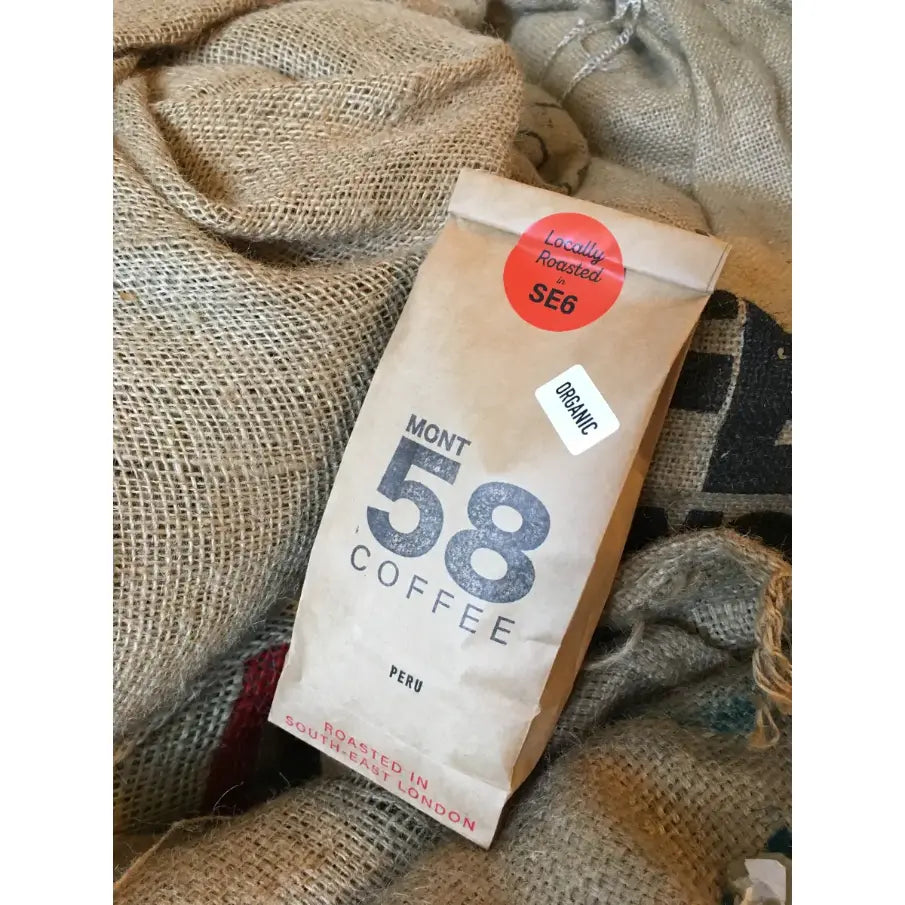 Locally
Roasted
in
SE6
ORGANIC
MONT
58
COFFEE
PERU
ROASTED IN
SOUTH-EAST LONDON